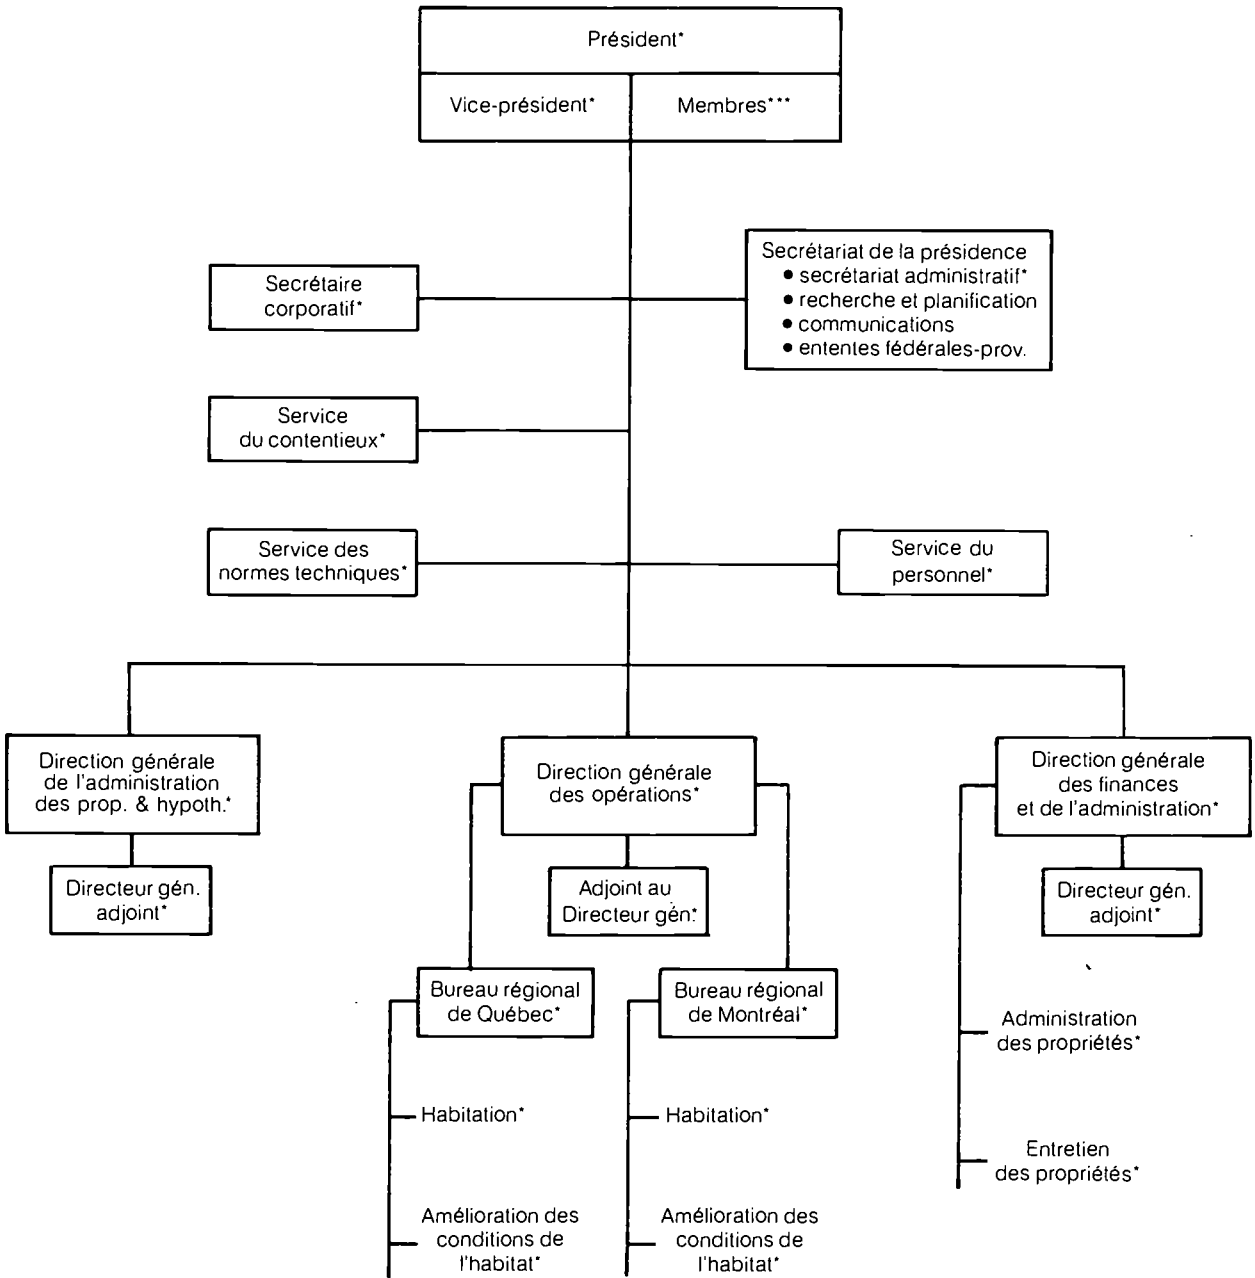 Président*
Vice-président*
Membres***
Secrétaire
corporatif*
Secrétariat de la présidence
• secrétariat administratif*
• recherche et planification
• communications
• ententes fédérales-prov.
Service
du contentieux*
Service des
normes techniques*
Service du
personnel*
Direction générale
de l'administration
des prop. & hypoth.*
Directeur gén.
adjoint*
Direction générale
des opérations*
Adjoint au
Directeur gén.*
Direction générale
des finances
et de l'administration*
Directeur gén.
adjoint*
Bureau régional
de Québec*
Habitation*
Amélioration des
conditions de
l'habitat*
Bureau régional
de Montréal*
Habitation*
Amélioration des
conditions de
l'habitat*
Administration
des propriétés*
Entretien
des propriétés*